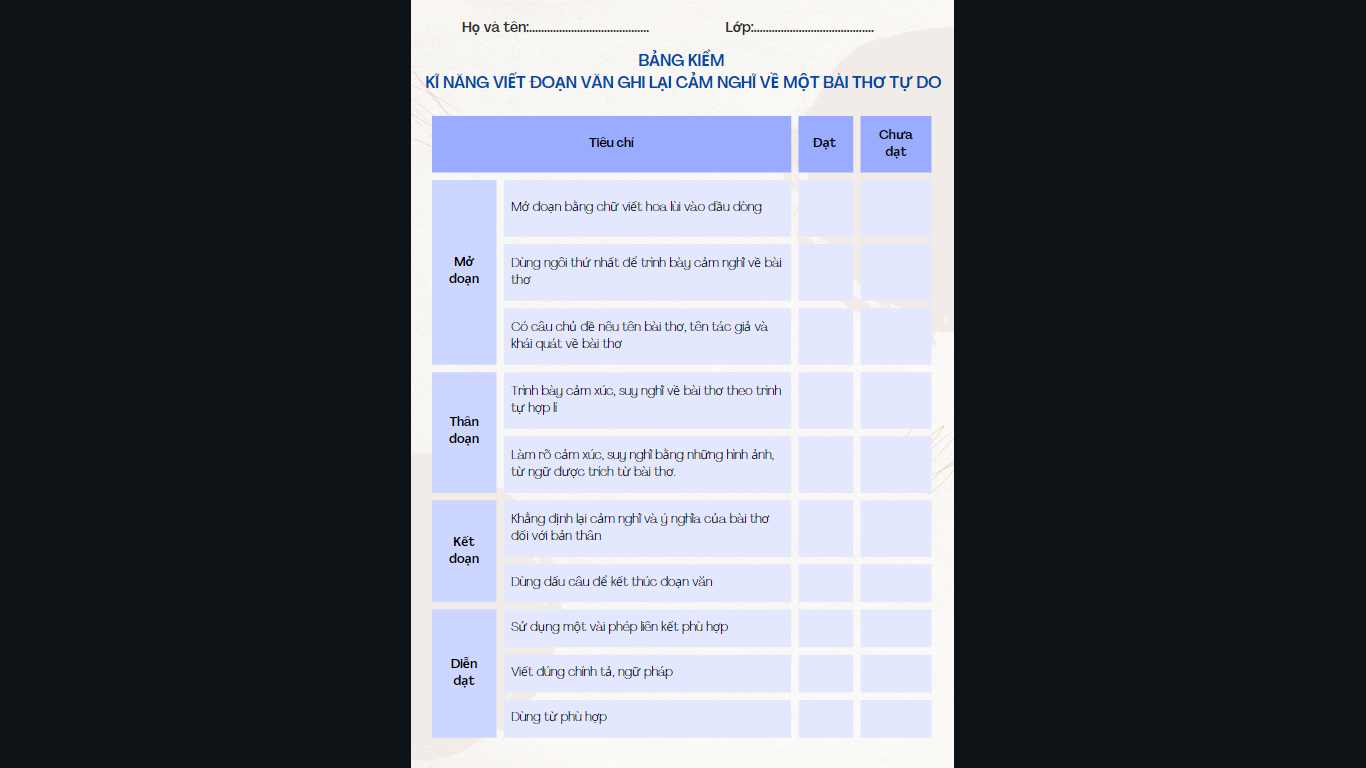 Họ và tên:........................................ Lớp:........................................
BẢNG KIỂM
KĨ NĂNG VIẾT ĐOẠN VĂN GHI LẠI CẢM NGHĨ VỀ MỘT BÀI THƠ TỰ DO
Tiêu chí
Đạt
Chưa
đạt
Mở
đoạn
Mở đoạn bằng chữ viết hoa lùi vào đầu dòng
Dùng ngôi thứ nhất để trình bày cảm nghĩ về bài
thơ
Có câu chủ đề nêu tên bài thơ, tên tác giả và
khái quát về bài thơ
Thân
đoạn
Trình bày cảm xúc, suy nghĩ về bài thơ theo trình
tự hợp lí
Làm rõ cảm xúc, suy nghĩ bằng những hình ảnh,
từ ngữ được trích từ bài thơ.
Kết
đoạn
Khẳng định lại cảm nghĩ và ý nghĩa của bài thơ
đối với bản thân
Dùng dấu câu để kết thúc đoạn văn
Diễn
đạt
Sử dụng một vài phép liên kết phù hợp
Viết đúng chính tả, ngữ pháp
Dùng từ phù hợp